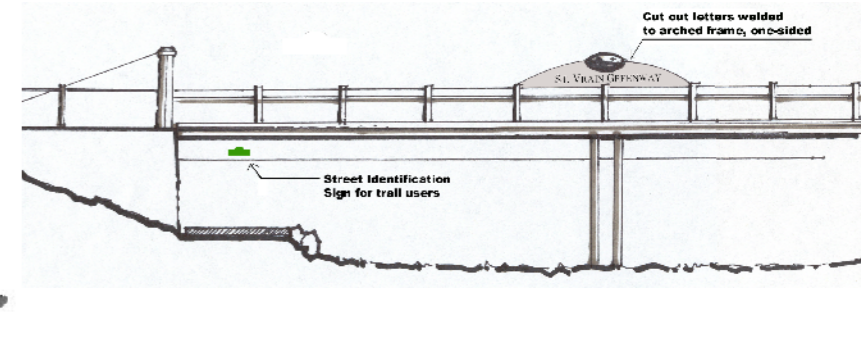 Cut out letters welded
to arched frame, one-sided
ST. VRAIN GREENWAY
Street Identification
Sign for trail users